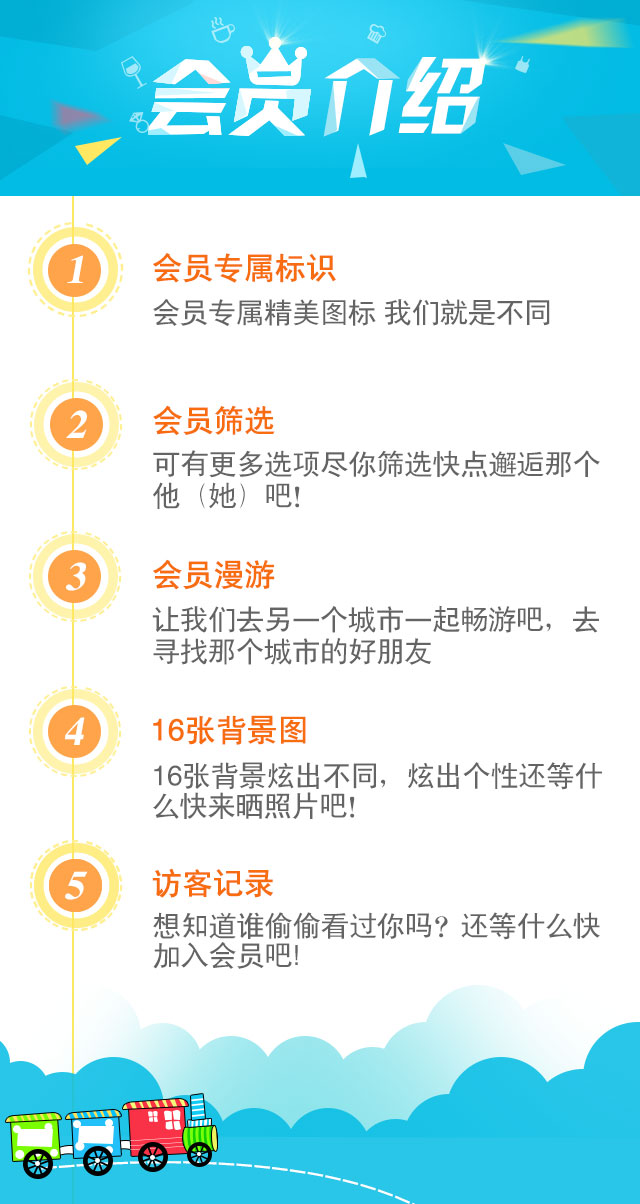 会员介绍
1
会员专属标识
会员专属精美图标 我们就是不同
2
会员筛选
可有更多选项尽你筛选快点邂逅那个
他（她）吧!
3
会员漫游
让我们去另一个城市一起畅游吧，去
寻找那个城市的好朋友
4
16张背景图
16张背景炫出不同，炫出个性还等什
么快来晒照片吧!
5
访客记录
想知道谁偷偷看过你吗？还等什么快
加入会员吧!